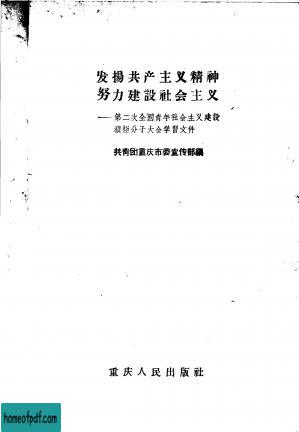 发揚共产主义精神
努力建設社会主义
——第二次全国青年社会主义建設
积极分子大会学習文件
共青团重庆市委宣传部編
重庆人民出版社
homeofpdf.com